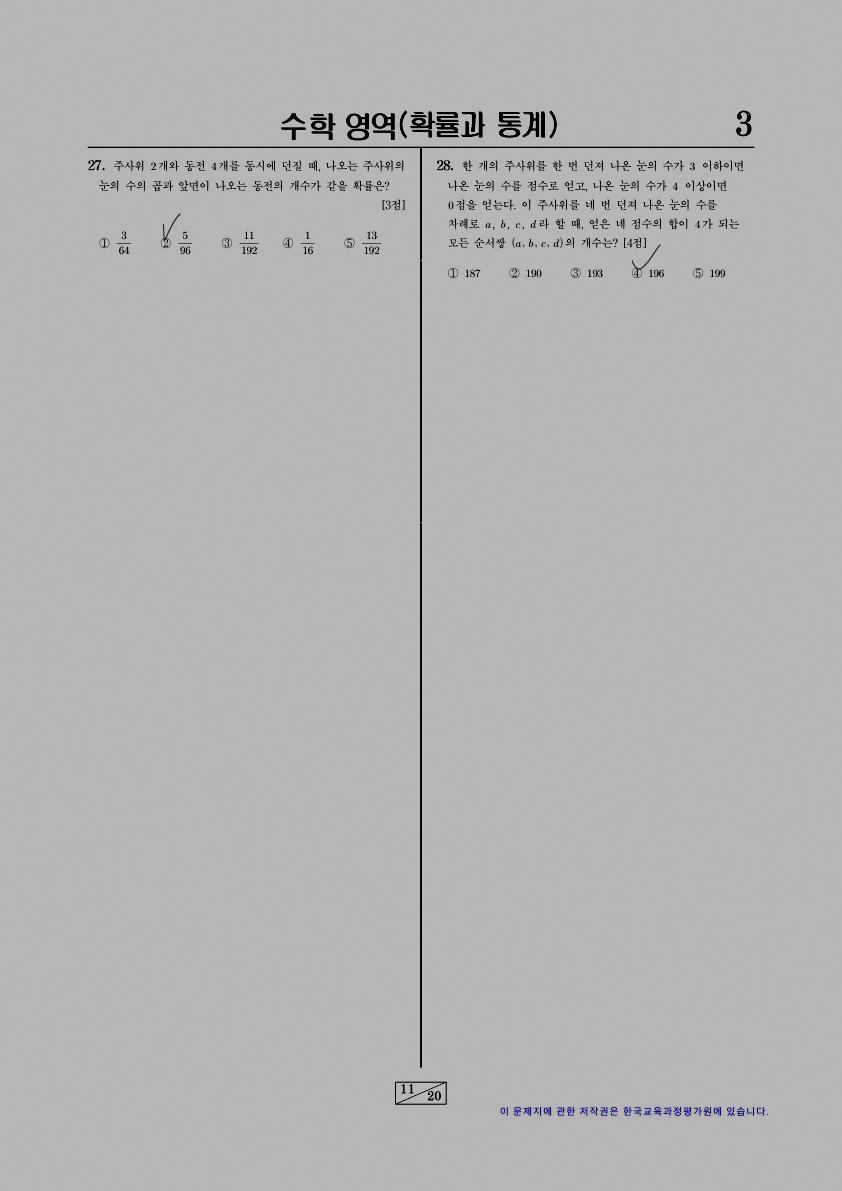 수학 영역(확률과 통계)
3
27. 주사위 2개와 동전 4개를 동시에 던질 때, 나오는 주사위의
눈의 수의 곱과 앞면이 나오는 동전의 개수가 같을 확률은?
[3점]
① 3/64 ② 5/96 ③ 11/192 ④ 1/16 ⑤ 13/192
28. 한 개의 주사위를 한 번 던져 나온 눈의 수가 3 이하이면
나온 눈의 수를 점수로 얻고, 나온 눈의 수가 4 이상이면
0점을 얻는다. 이 주사위를 네 번 던져 나온 눈의 수를
차례로 a, b, c, d라 할 때, 얻은 네 점수의 합이 4가 되는
모든 순서쌍 (a, b, c, d)의 개수는? [4점]
① 187 ② 190 ③ 193 ④ 196 ⑤ 199
11
20
이 문제지에 관한 저작권은 한국교육과정평가원에 있습니다.